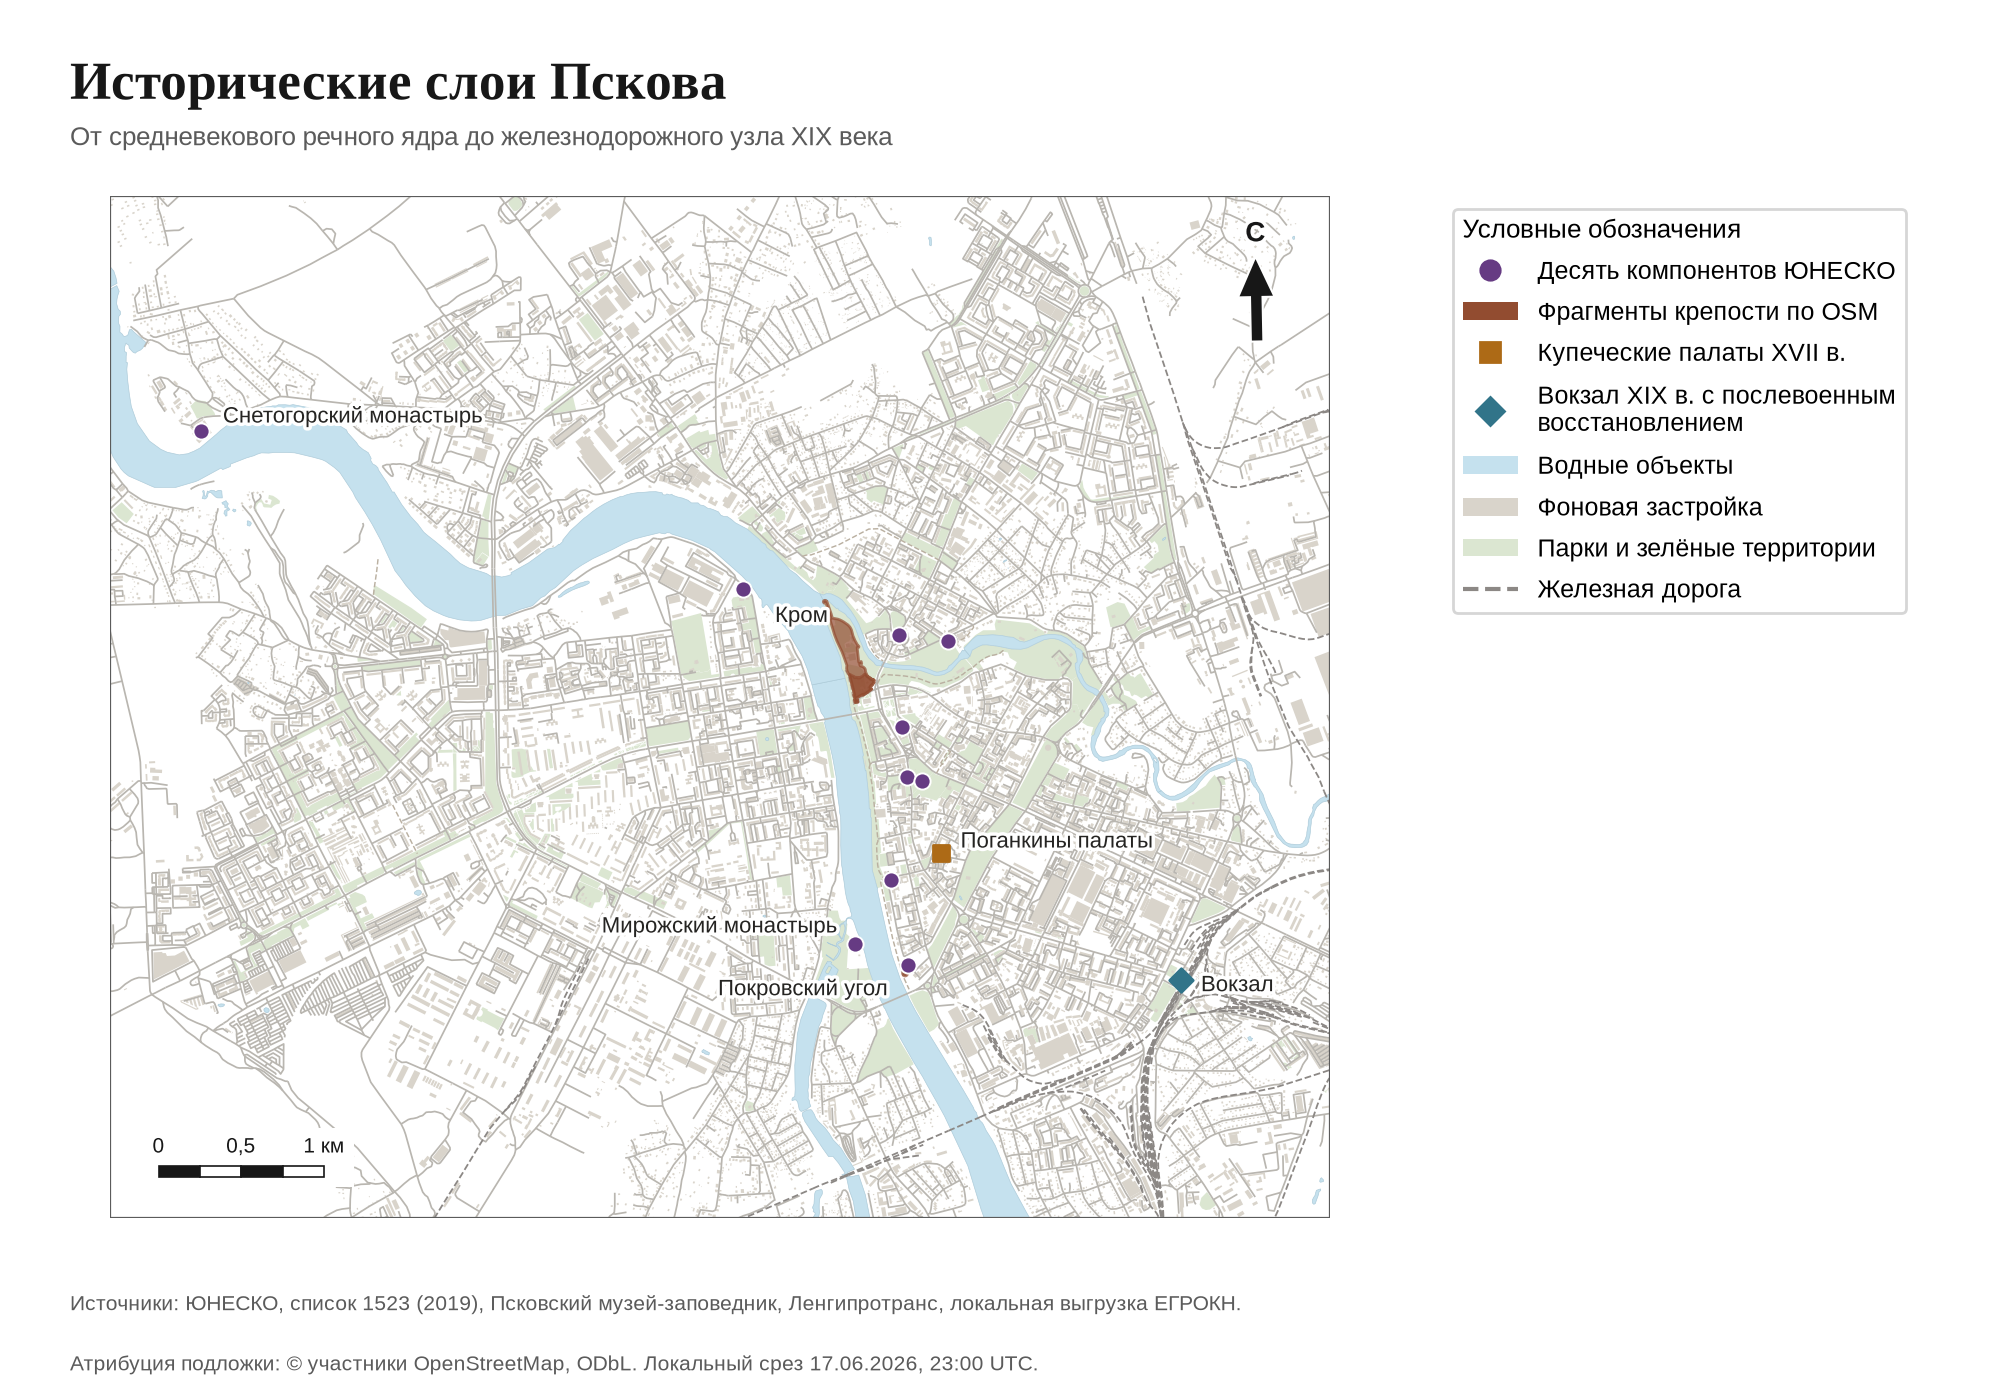 Исторические слои Пскова
От средневекового речного ядра до железнодорожного узла XIX века
С
Снетогорский монастырь
Кром
Поганкины палаты
Мирожский монастырь
Покровский угол
Вокзал
0 0,5 1 км
Условные обозначения
Десять компонентов ЮНЕСКО
Фрагменты крепости по OSM
Купеческие палаты XVII в.
Вокзал XIX в. с послевоенным
восстановлением
Водные объекты
Фоновая застройка
Парки и зелёные территории
Железная дорога
Источники: ЮНЕСКО, список 1523 (2019), Псковский музей-заповедник, Ленгипротранс, локальная выгрузка ЕГРОКН.
Атрибуция подложки: © участники OpenStreetMap, ODbL. Локальный срез 17.06.2026, 23:00 UTC.